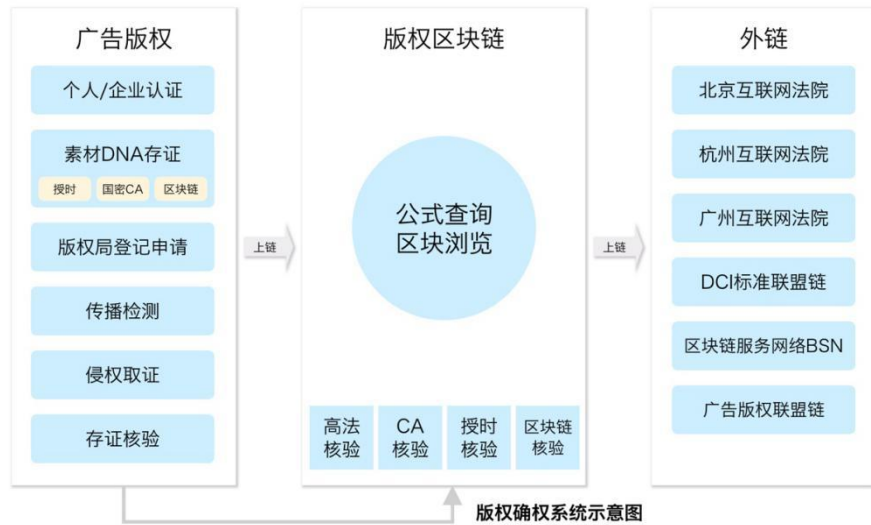 广告版权
个人/企业认证
素材DNA存证
授时
国密CA
区块链
版权局登记申请
传播检测
侵权取证
存证核验
上链
版权区块链
公式查询
区块浏览
高法
核验
CA
核验
授时
核验
区块链
核验
上链
外链
北京互联网法院
杭州互联网法院
广州互联网法院
DCI标准联盟链
区块链服务网络BSN
广告版权联盟链
版权确权系统示意图